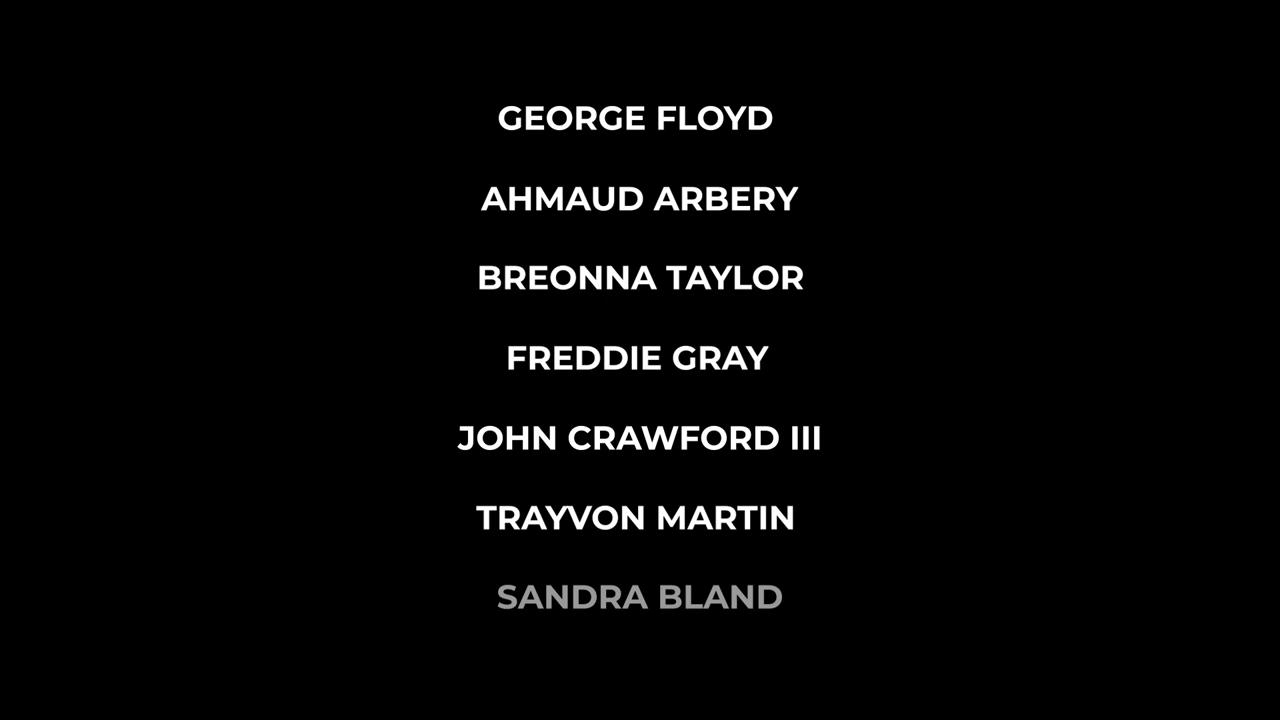 GEORGE FLOYD
AHMAUD ARBERY
BREONNA TAYLOR
FREDDIE GRAY
JOHN CRAWFORD III
TRAYVON MARTIN
SANDRA BLAND